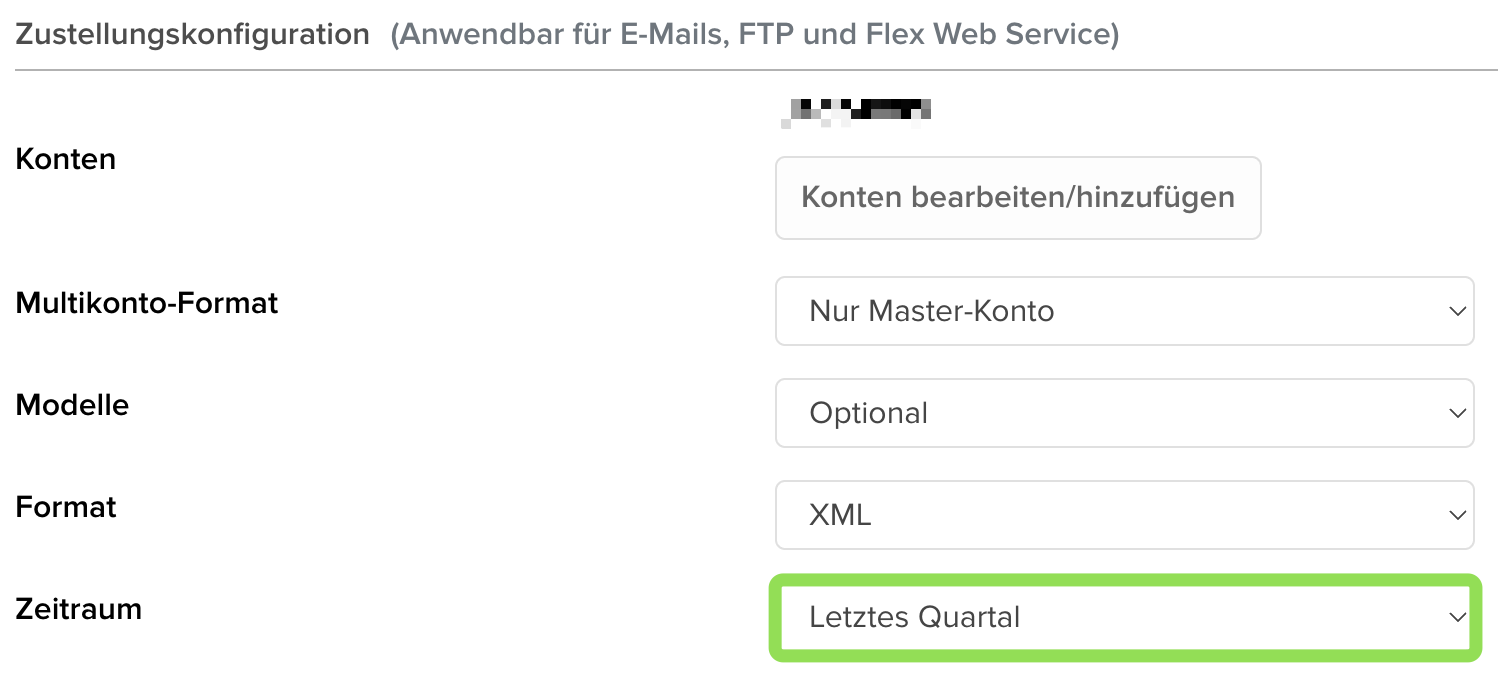 Zustellungskonfiguration (Anwendbar für E-Mails, FTP und Flex Web Service)
Konten
Konten bearbeiten/hinzufügen
Multikonto-Format
Nur Master-Konto
Modelle
Optional
Format
XML
Zeitraum
Letztes Quartal